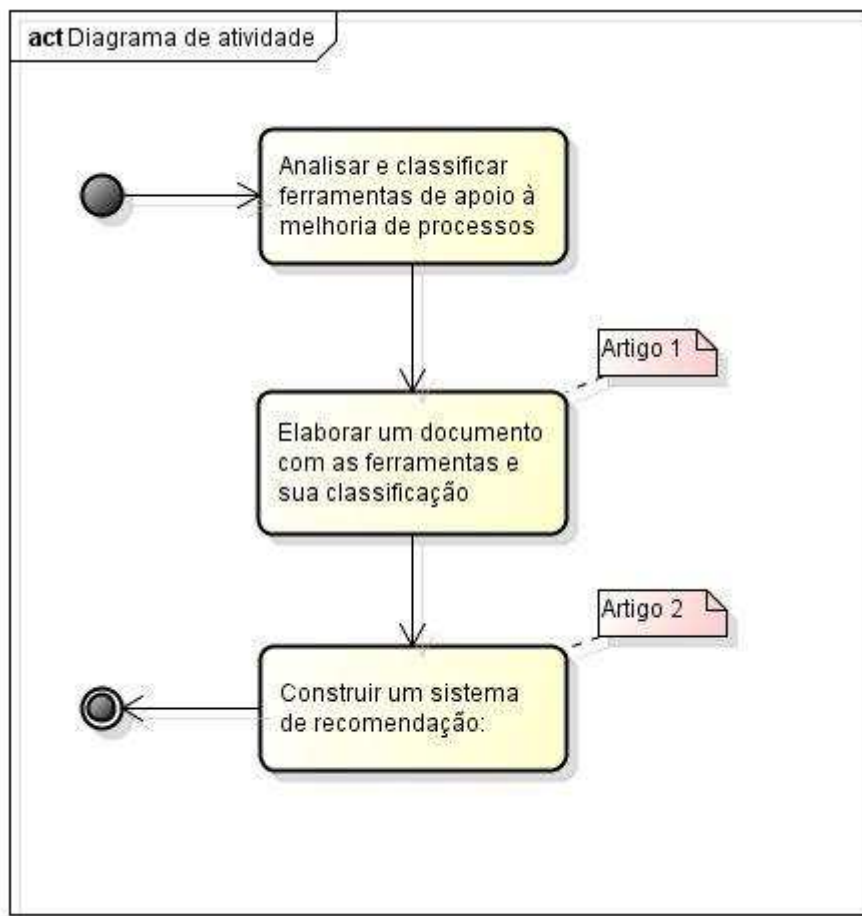 act Diagrama de atividade
Analisar e classificar
ferramentas de apoio à
melhoria de processos
Artigo 1
Elaborar um documento
com as ferramentas e
sua classificação
Artigo 2
Construir um sistema
de recomendação: